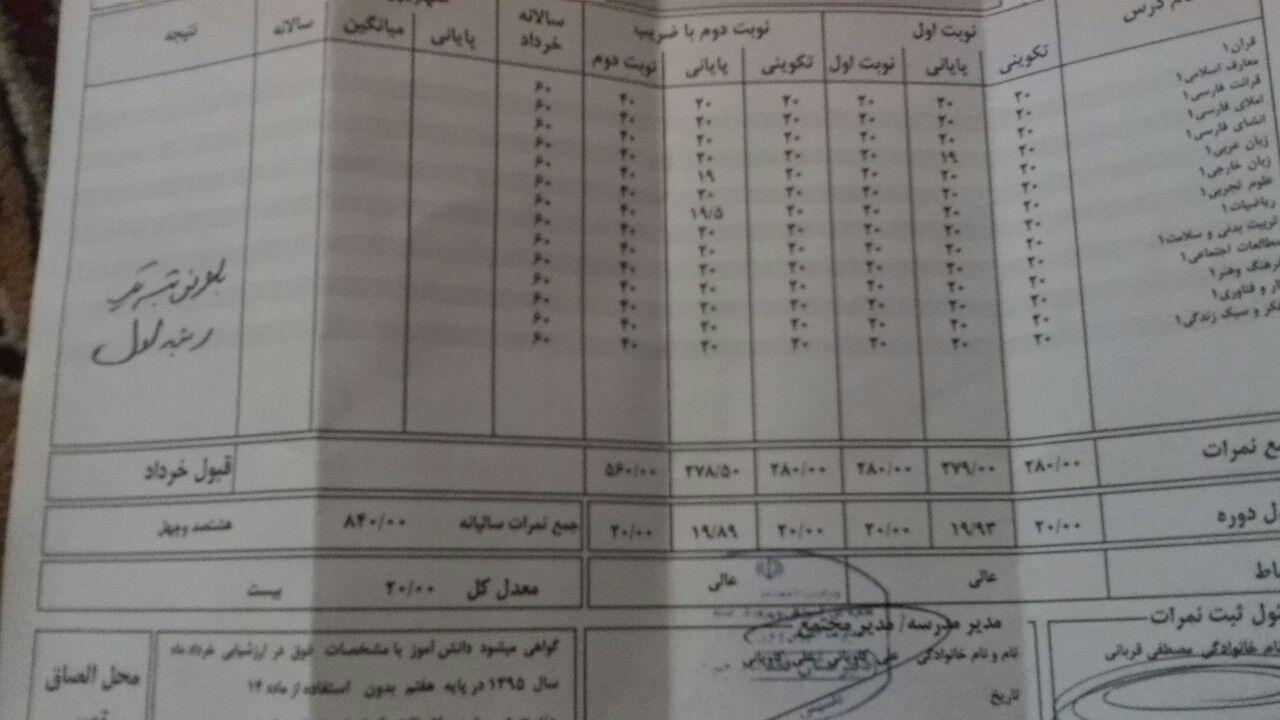 نام درس نوبت اول نوبت دوم با ضریب سالانه خرداد
تکوینی پایانی نوبت اول تکوینی پایانی نوبت دوم پایانی میانگین سالانه نتیجه
قرآن۱ ۲۰ ۲۰ ۲۰ ۲۰ ۲۰ ۴۰ ۶۰
معارف اسلامی۱ ۲۰ ۲۰ ۲۰ ۲۰ ۲۰ ۴۰ ۶۰
قرائت فارسی۱ ۲۰ ۲۰ ۲۰ ۲۰ ۲۰ ۴۰ ۶۰
املای فارسی۱ ۲۰ ۱۹ ۲۰ ۲۰ ۲۰ ۴۰ ۶۰
انشای فارسی۱ ۲۰ ۲۰ ۲۰ ۲۰ ۱۹ ۴۰ ۶۰
زبان عربی۱ ۲۰ ۲۰ ۲۰ ۲۰ ۲۰ ۴۰ ۶۰
زبان خارجی۱ ۲۰ ۲۰ ۲۰ ۲۰ ۱۹/۵ ۴۰ ۶۰
علوم تجربی۱ ۲۰ ۲۰ ۲۰ ۲۰ ۲۰ ۴۰ ۶۰
ریاضیات۱ ۲۰ ۲۰ ۲۰ ۲۰ ۲۰ ۴۰ ۶۰
تربیت بدنی و سلامت۱ ۲۰ ۲۰ ۲۰ ۲۰ ۲۰ ۴۰ ۶۰
مطالعات اجتماعی۱ ۲۰ ۲۰ ۲۰ ۲۰ ۲۰ ۴۰ ۶۰
فرهنگ وهنر۱ ۲۰ ۲۰ ۲۰ ۲۰ ۲۰ ۴۰ ۶۰
کار و فناوری۱ ۲۰ ۲۰ ۲۰ ۲۰ ۲۰ ۴۰ ۶۰
تفکر و سبک زندگی۱ ۲۰ ۲۰ ۲۰ ۲۰ ۲۰ ۴۰ ۶۰
رتبه اول
جمع نمرات ۲۸۰/۰۰ ۲۷۹/۰۰ ۲۸۰/۰۰ ۲۸۰/۰۰ ۲۷۸/۵۰ ۵۶۰/۰۰ قبول خرداد
دوره ۲۰/۰۰ ۱۹/۹۳ ۲۰/۰۰ ۲۰/۰۰ ۱۹/۸۹ ۲۰/۰۰ جمع نمرات سالیانه ۸۴۰/۰۰ هشتصد وچهل
عالی عالی معدل کل ۲۰/۰۰ بیست
ثبت نمرات
خانوادگی مصطفی قربانی
مدیر مدرسه/ مدیر مجتمع
نام و نام خانوادگی
تاریخ
گواهی میشود دانش آموز با مشخصات فوق در ارزشیابی خرداد ماه
سال ۱۳۹۵ در پایه هفتم بدون استفاده از ماده ۱۴
محل الصاق